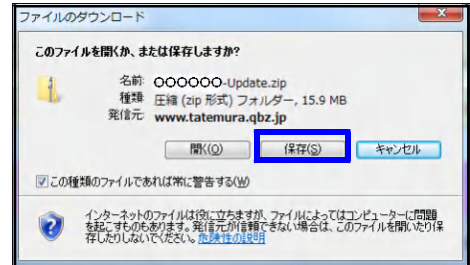 ファイルのダウンロード
このファイルを開くか、または保存しますか?
名前: OOOOOO-Update.zip
種類: 圧縮 (zip 形式) フォルダー, 15.9 MB
発信元: www.tatemura.qbz.jp
開く(O)
保存(S)
キャンセル
この種類のファイルであれば常に警告する(W)
インターネットのファイルは役に立ちますが、ファイルによってはコンピューターに問題
を起こすものもあります。発信元が信頼できない場合は、このファイルを開いたり保
存したりしないでください。危険性の説明